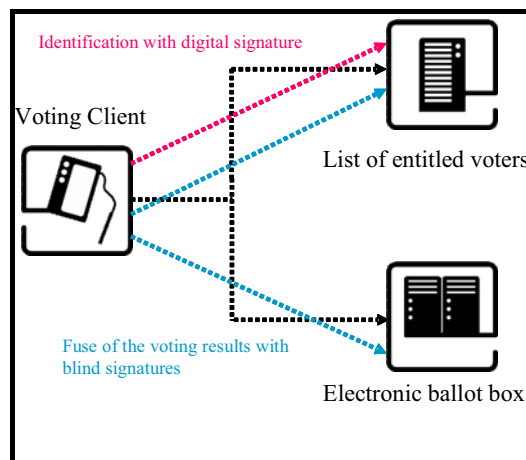 Identification with digital signature
Voting Client
List of entitled voters
Fuse of the voting results with
blind signatures
Electronic ballot box